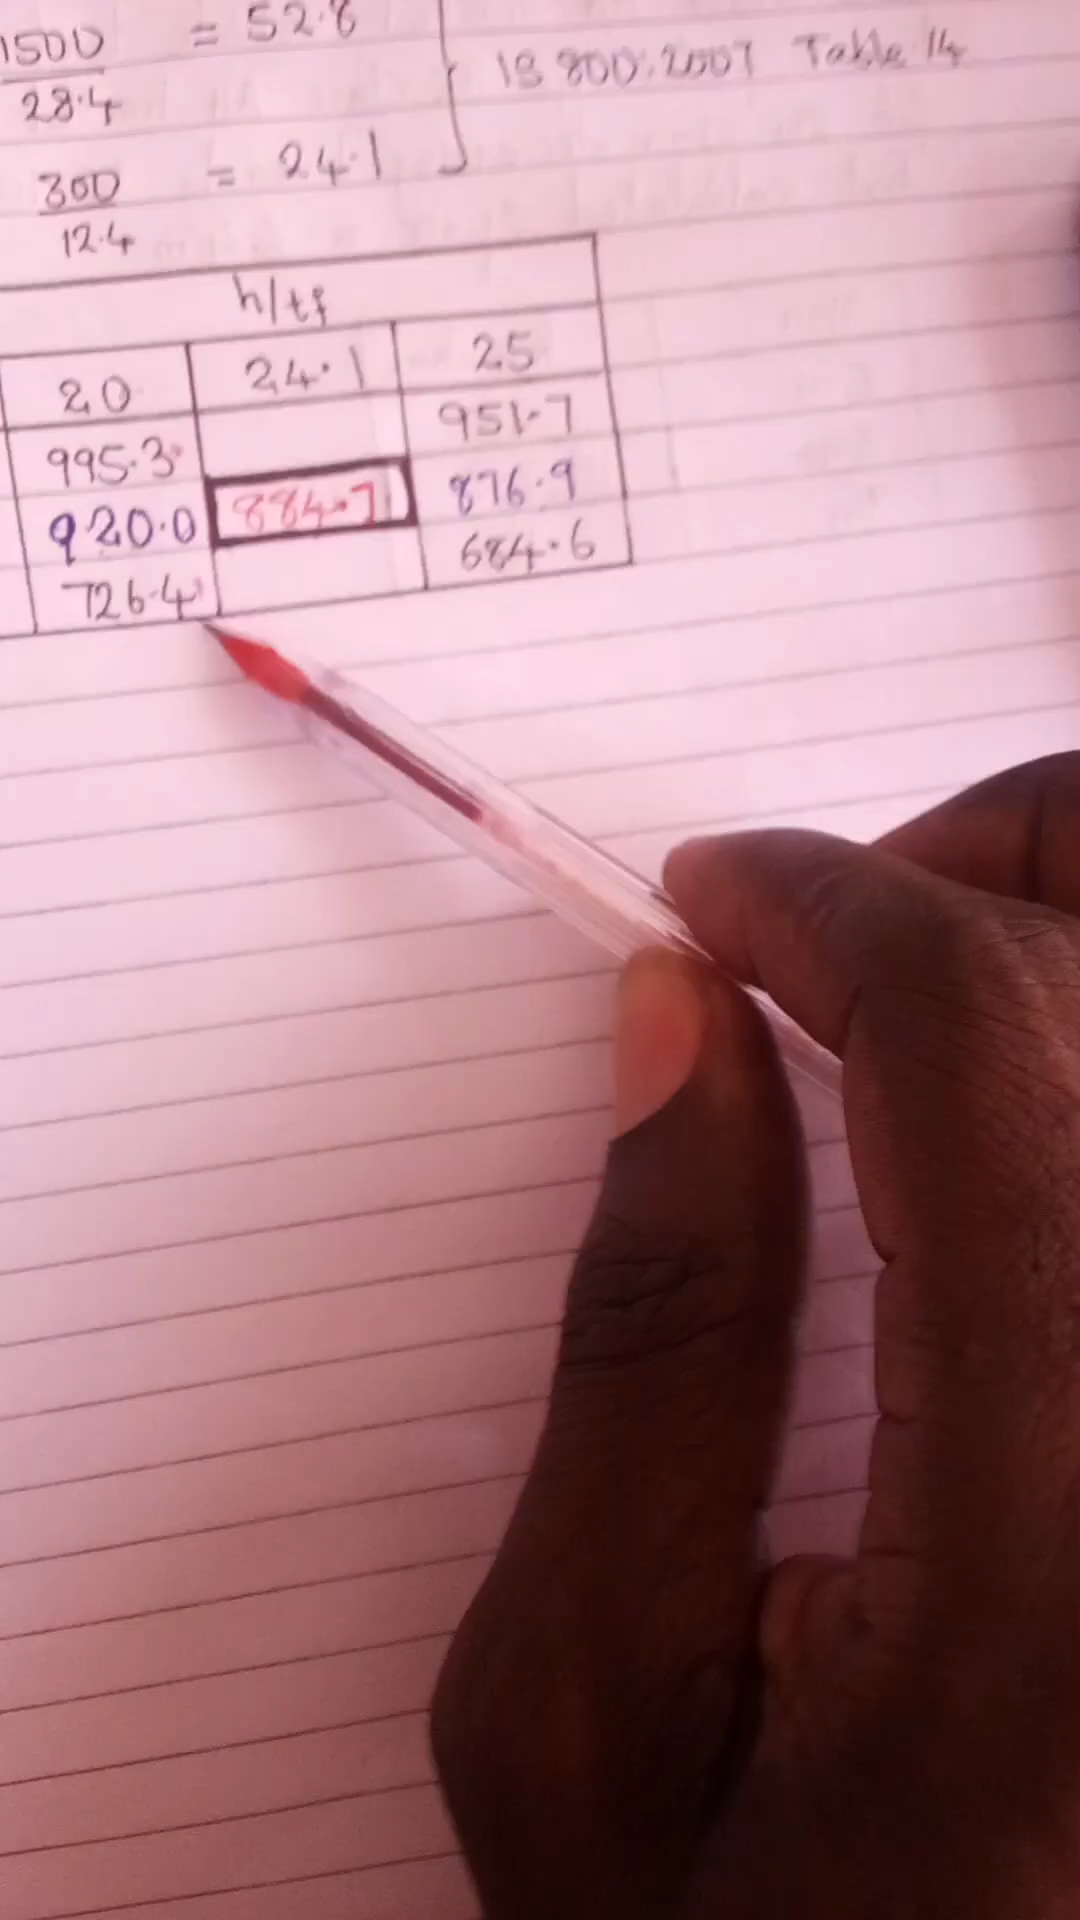 1500 = 52.8
28.4
IS 800:2007 Table 14
300 = 24.1
12.4
h/tf
20 24.1 25
995.3 951.7
920.0 884.7 876.9
726.4 684.6